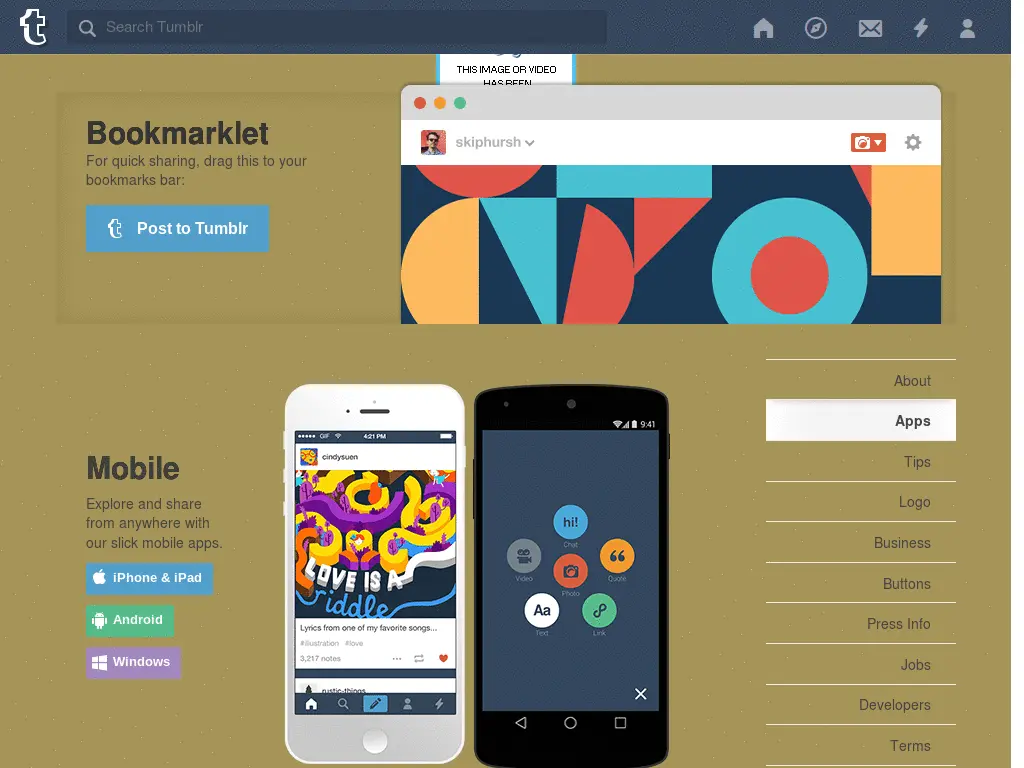 Search Tumblr
THIS IMAGE OR VIDEO
HAS BEEN
Bookmarklet
For quick sharing, drag this to your
bookmarks bar:
Post to Tumblr
skiphursh
Mobile
Explore and share
from anywhere with
our slick mobile apps.
iPhone & iPad
Android
Windows
GIF
4:21 PM
cindysuen
LOVE IS A
riddle
Lyrics from one of my favorite songs...
#illustration #love
3,217 notes
rustic-things
9:41
hi!
Chat
Video
Quote
Photo
Aa
Text
Link
About
Apps
Tips
Logo
Business
Buttons
Press Info
Jobs
Developers
Terms